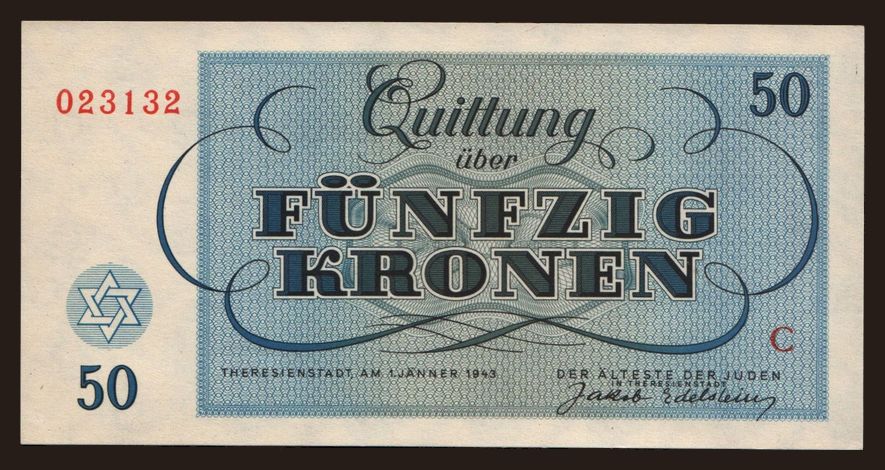 023132
50
Quittung
über
FÜNFZIG
KRONEN
C
THERESIENSTADT, AM 1. JÄNNER 1943
DER ÄLTESTE DER JUDEN
IN THERESIENSTADT
Jakob Edelstein
50